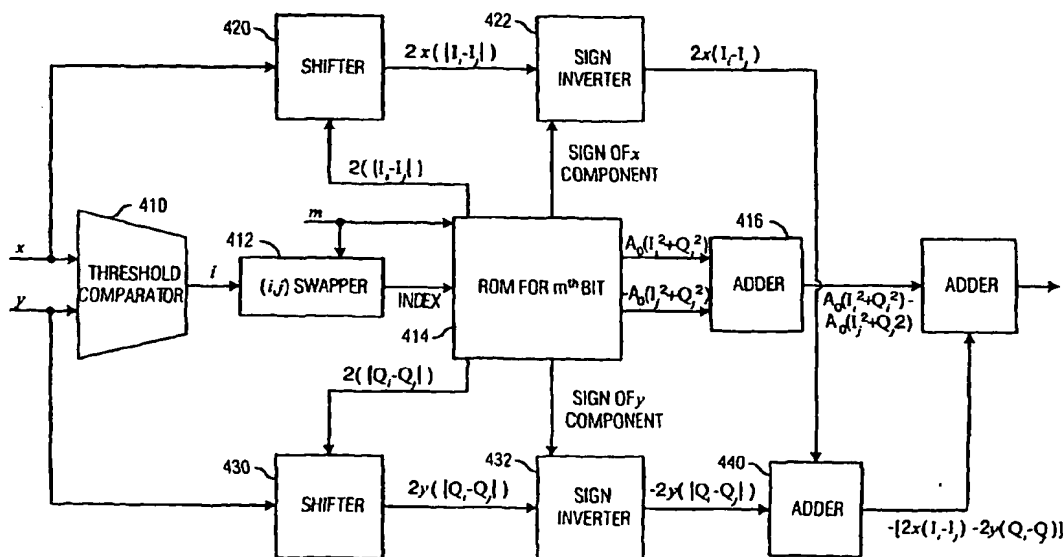 420
SHIFTER
2x(|I_i-I_j|)
422
SIGN
INVERTER
2x(I_i-I_j)
2(|I_i-I_j|)
SIGN OF x
COMPONENT
410
x
y
THRESHOLD
COMPARATOR
i
m
412
(i,j) SWAPPER
INDEX
ROM FOR m^th BIT
414
A_0(I_i^2+Q_i^2)
-A_0(I_j^2+Q_j^2)
416
ADDER
A_0(I_i^2+Q_i^2)-
A_0(I_j^2+Q_j2)
ADDER
2(|Q_i-Q_j|)
SIGN OF y
COMPONENT
430
SHIFTER
2y(|Q_i-Q_j|)
432
SIGN
INVERTER
-2y(|Q_i-Q_j|)
440
ADDER
-[2x(I_i-I_j) -2y(Q_i-Q_j)]